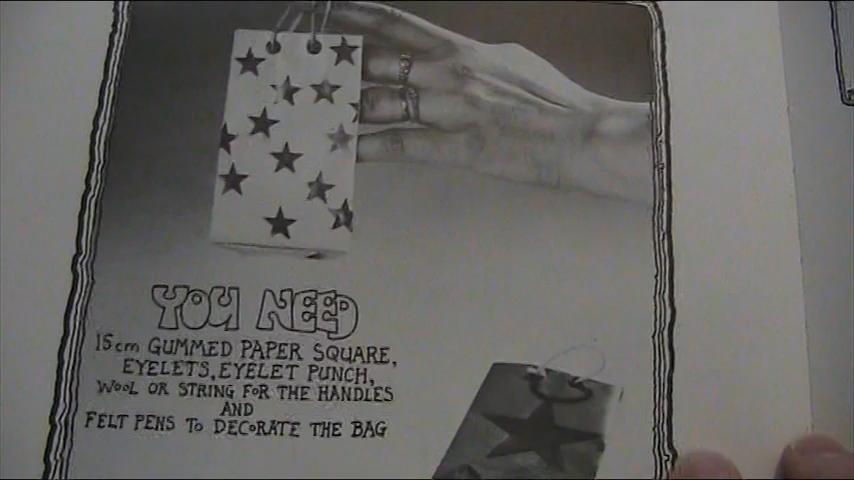 YOU NEED
15cm GUMMED PAPER SQUARE,
EYELETS, EYELET PUNCH,
WOOL OR STRING FOR THE HANDLES
AND
FELT PENS TO DECORATE THE BAG